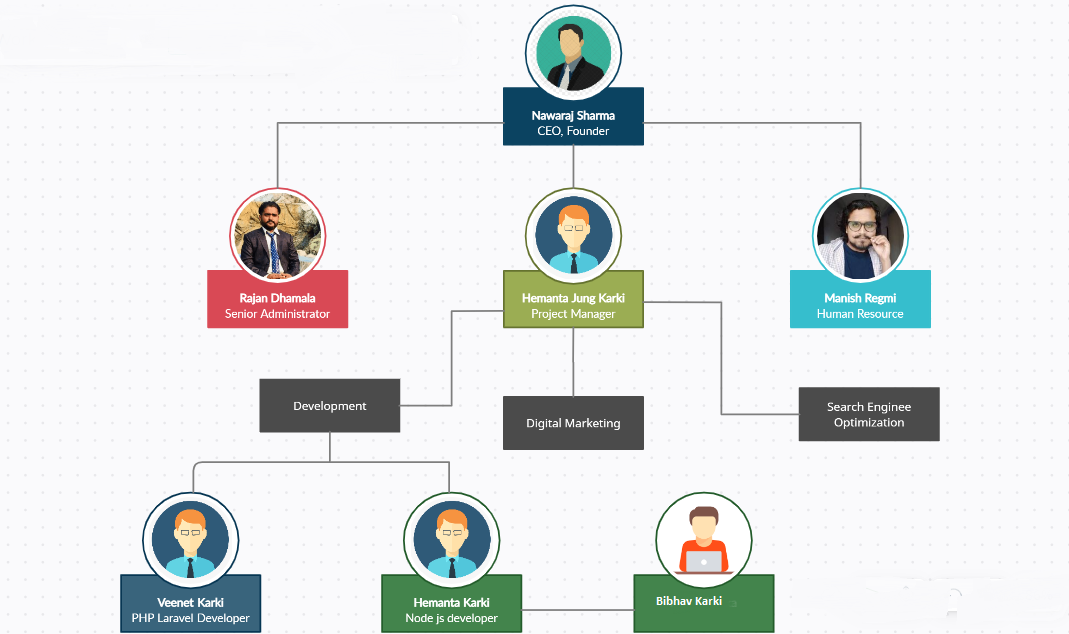 Nawaraj Sharma
CEO, Founder
Rajan Dhamala
Senior Administrator
Hemanta Jung Karki
Project Manager
Manish Regmi
Human Resource
Development
Digital Marketing
Search Enginee
Optimization
Veenet Karki
PHP Laravel Developer
Hemanta Karki
Node js developer
Bibhav Karki